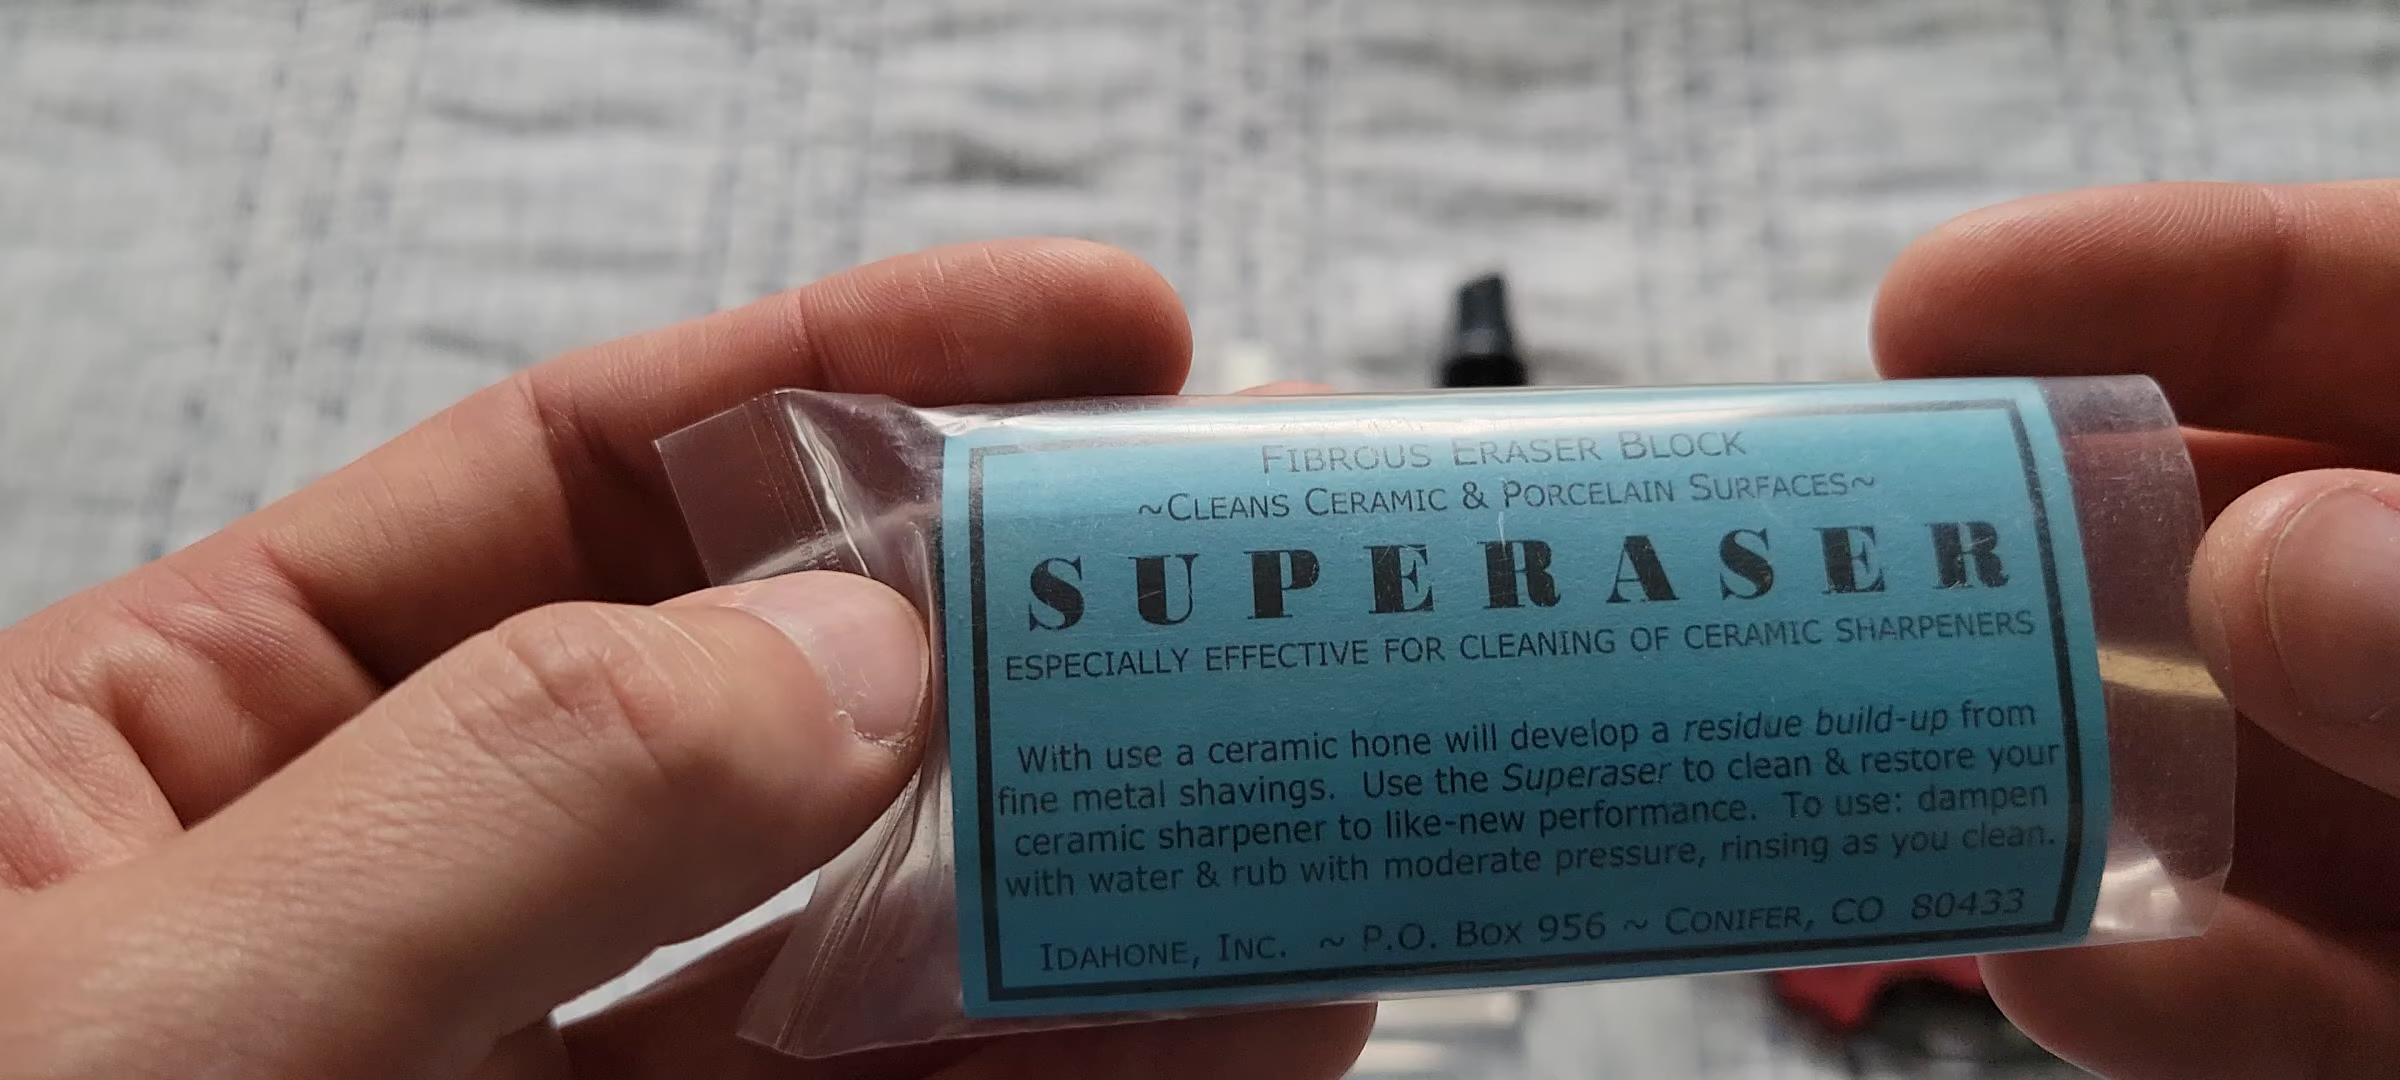 FIBROUS ERASER BLOCK
~CLEANS CERAMIC & PORCELAIN SURFACES~
SUPERASER
ESPECIALLY EFFECTIVE FOR CLEANING OF CERAMIC SHARPENERS
With use a ceramic hone will develop a residue build-up from
fine metal shavings. Use the Superaser to clean & restore your
ceramic sharpener to like-new performance. To use: dampen
with water & rub with moderate pressure, rinsing as you clean.
IDAHONE, INC. ~ P.O. BOX 956 ~ CONIFER, CO 80433